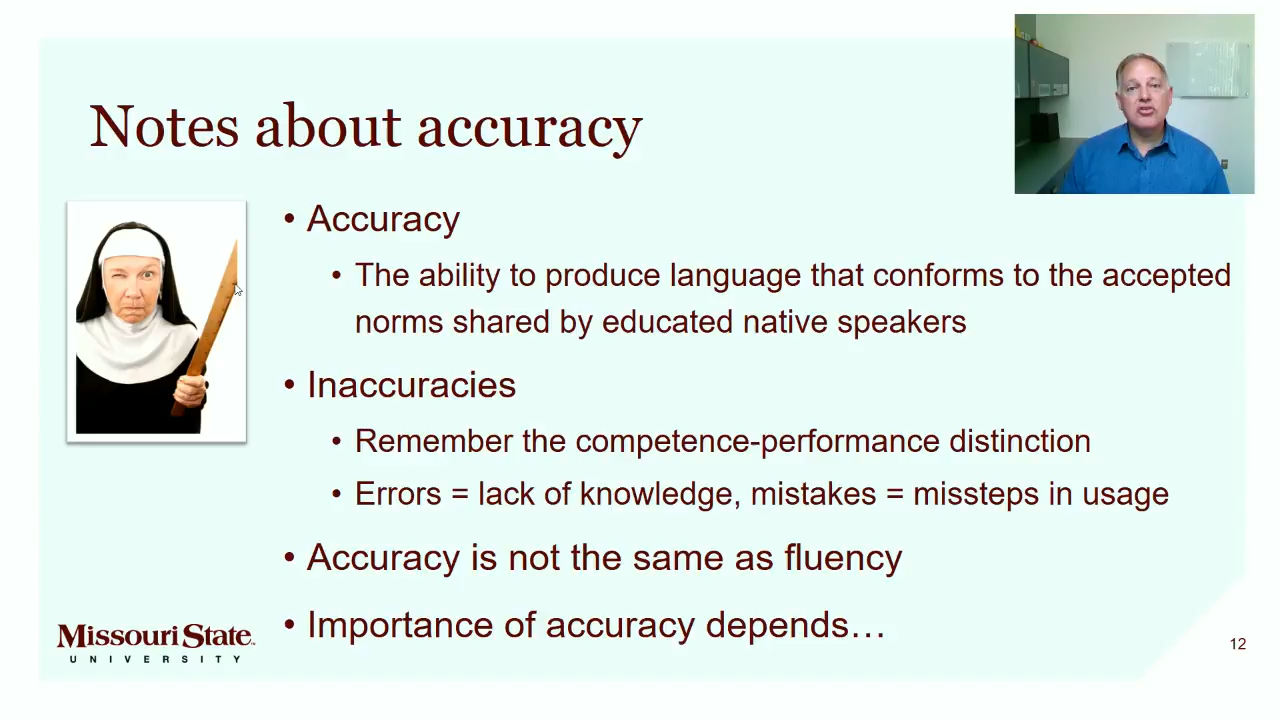 Notes about accuracy
• Accuracy
• The ability to produce language that conforms to the accepted
norms shared by educated native speakers
• Inaccuracies
• Remember the competence-performance distinction
• Errors = lack of knowledge, mistakes = missteps in usage
• Accuracy is not the same as fluency
• Importance of accuracy depends…
Missouri State™
UNIVERSITY
12